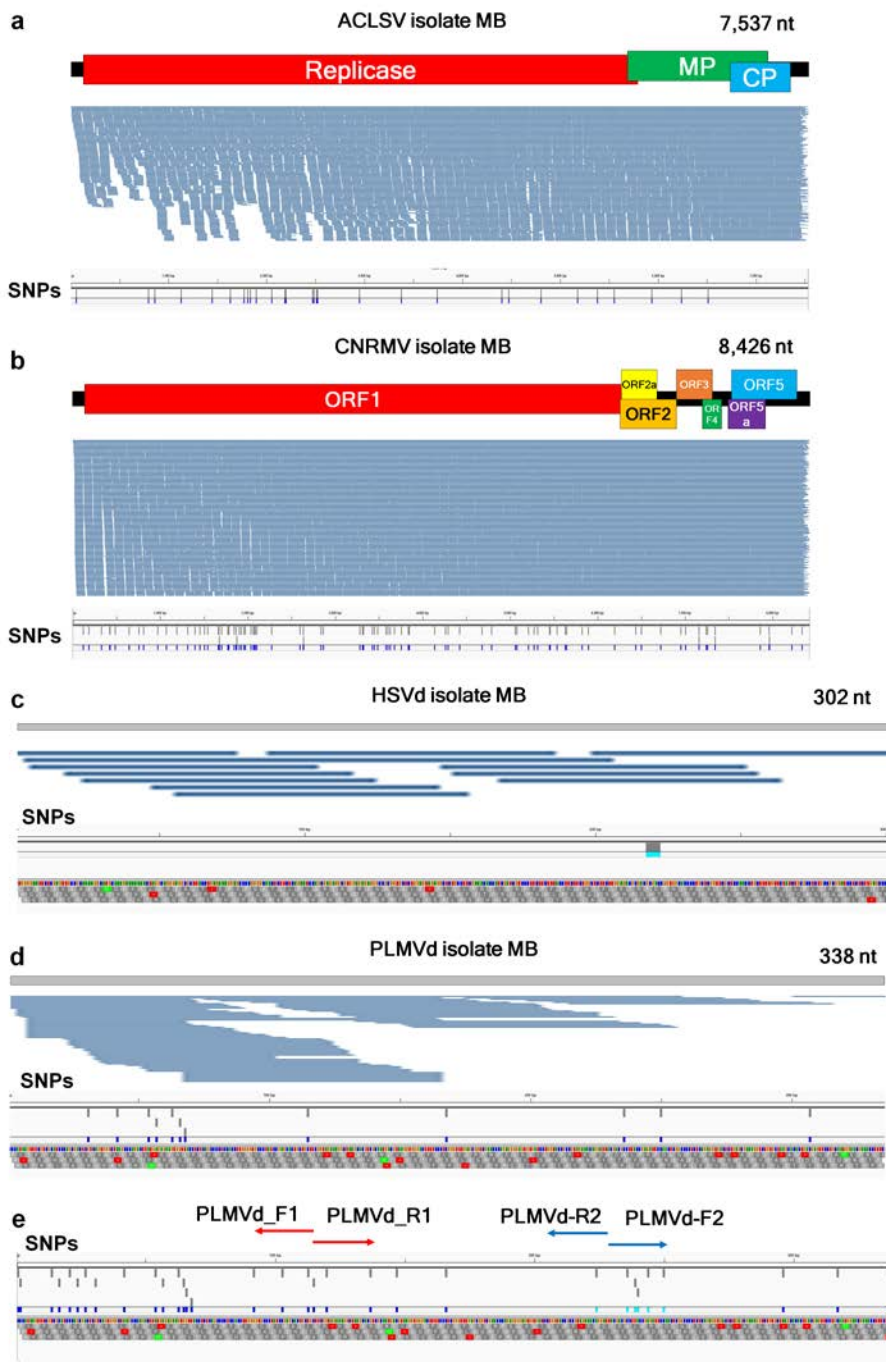 a
ACLSV isolate MB
7,537 nt
Replicase
MP
CP
SNPs
b
CNRMV isolate MB
8,426 nt
ORF1
ORF2a
ORF2
ORF3
OR
F4
ORF5
ORF5
a
SNPs
c
HSVd isolate MB
302 nt
SNPs
d
PLMVd isolate MB
338 nt
SNPs
e
PLMVd_F1
PLMVd_R1
PLMVd-R2
PLMVd-F2
SNPs